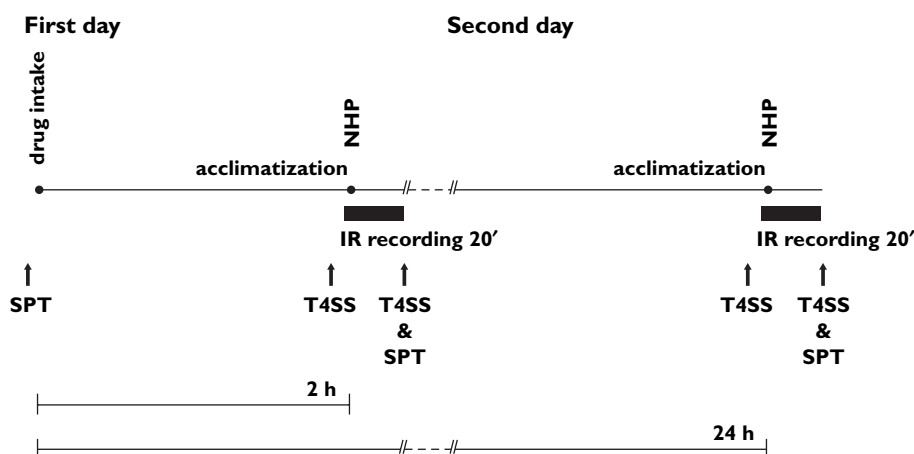 First day
Second day
drug intake
NHP
NHP
acclimatization
acclimatization
IR recording 20′
IR recording 20′
SPT
T4SS
T4SS
&
SPT
T4SS
T4SS
&
SPT
2 h
24 h